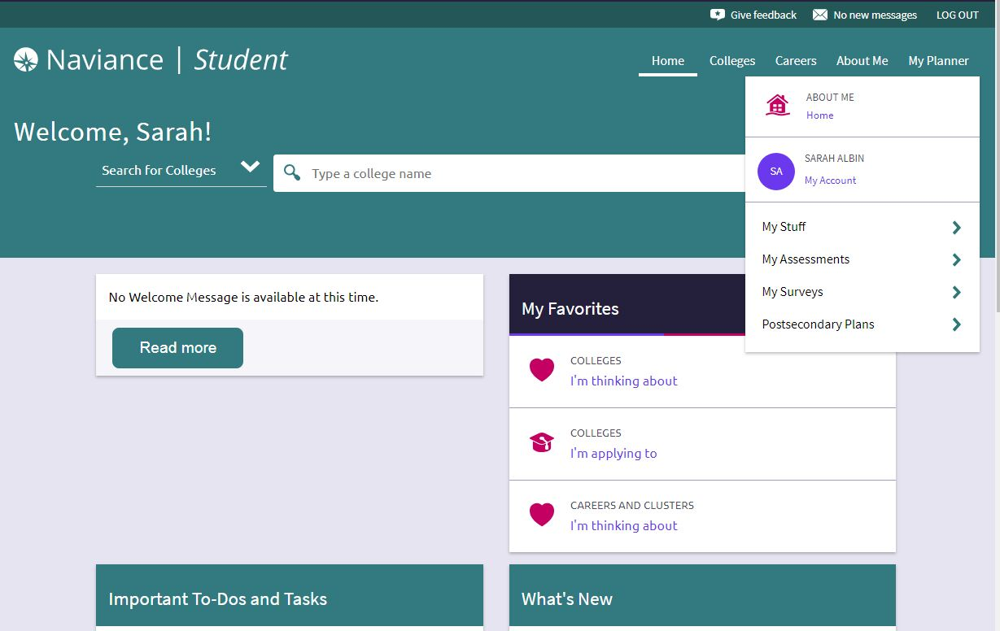 Give feedback
No new messages
LOG OUT
Naviance | Student
Home
Colleges
Careers
About Me
My Planner
Welcome, Sarah!
Search for Colleges
Type a college name
ABOUT ME
Home
SA
SARAH ALBIN
My Account
My Stuff
My Assessments
My Surveys
Postsecondary Plans
No Welcome Message is available at this time.
Read more
My Favorites
COLLEGES
I'm thinking about
COLLEGES
I'm applying to
CAREERS AND CLUSTERS
I'm thinking about
Important To-Dos and Tasks
What's New